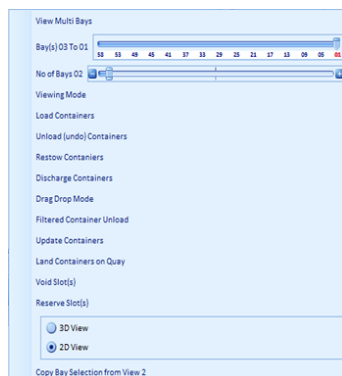 View Multi Bays
Bay(s) 03 To 01
58 53 49 45 41 37 33 29 25 21 17 13 09 05 01
No of Bays 02
Viewing Mode
Load Containers
Unload (undo) Containers
Restow Contaniers
Discharge Containers
Drag Drop Mode
Filtered Container Unload
Update Containers
Land Containers on Quay
Void Slot(s)
Reserve Slot(s)
3D View
2D View
Copy Bay Selection from View 2